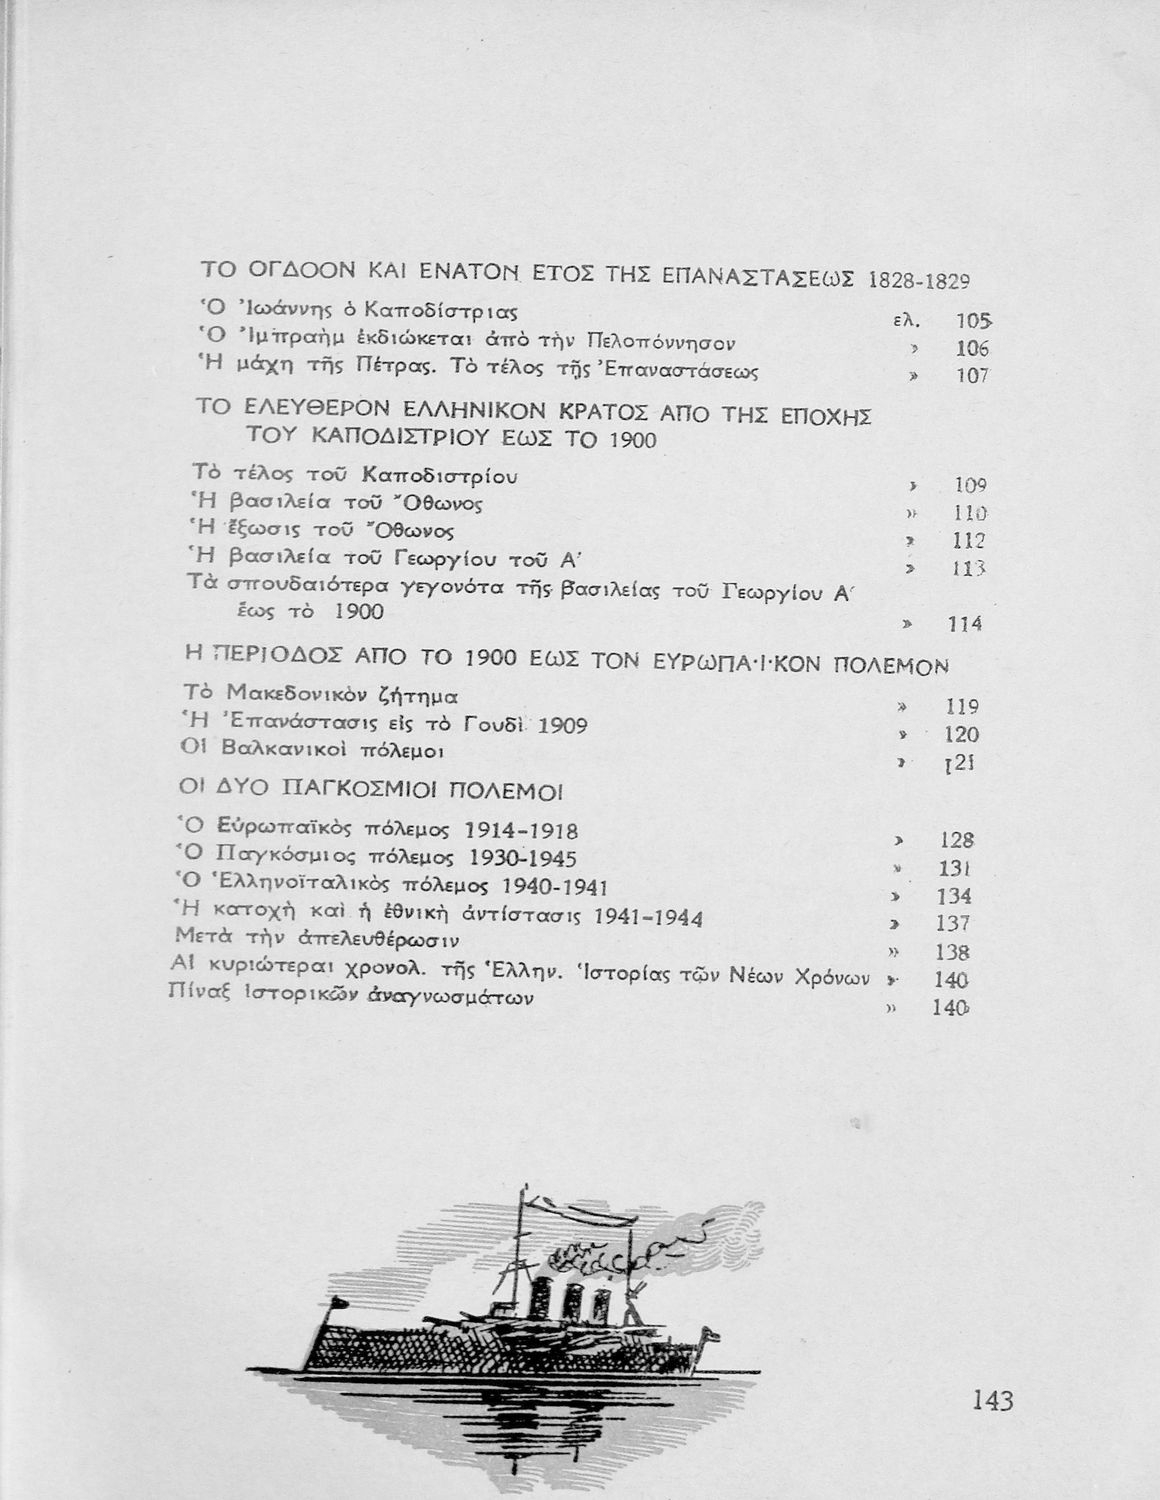 ΤΟ ΟΓΔΟΟΝ ΚΑΙ ΕΝΑΤΟΝ ΕΤΟΣ ΤΗΣ ΕΠΑΝΑΣΤΑΣΕΩΣ 1828-1829
Ὁ Ἰωάννης ὁ Καποδίστριας ελ. 105
Ὁ Ἰμπραὴμ ἐκδιώκεται ἀπὸ τὴν Πελοπόννησον » 106
Ἡ μάχη τῆς Πέτρας. Τὸ τέλος τῆς Ἐπαναστάσεως » 107
ΤΟ ΕΛΕΥΘΕΡΟΝ ΕΛΛΗΝΙΚΟΝ ΚΡΑΤΟΣ ΑΠΟ ΤΗΣ ΕΠΟΧΗΣ
ΤΟΥ ΚΑΠΟΔΙΣΤΡΙΟΥ ΕΩΣ ΤΟ 1900
Τὸ τέλος τοῦ Καποδιστρίου » 109
Ἡ βασιλεία τοῦ Ὄθωνος » 110
Ἡ ἔξωσις τοῦ Ὄθωνος » 112
Ἡ βασιλεία τοῦ Γεωργίου τοῦ Α΄ » 113
Τὰ σπουδαιότερα γεγονότα τῆς βασιλείας τοῦ Γεωργίου Α΄
ἕως τὸ 1900 » 114
Η ΠΕΡΙΟΔΟΣ ΑΠΟ ΤΟ 1900 ΕΩΣ ΤΟΝ ΕΥΡΩΠΑ·Ι·ΚΟΝ ΠΟΛΕΜΟΝ
Τὸ Μακεδονικὸν ζήτημα » 119
Ἡ Ἐπανάστασις εἰς τὸ Γουδὶ 1909 » 120
Οἱ Βαλκανικοὶ πόλεμοι » 121
ΟΙ ΔΥΟ ΠΑΓΚΟΣΜΙΟΙ ΠΟΛΕΜΟΙ
Ὁ Εὐρωπαϊκὸς πόλεμος 1914-1918 » 128
Ὁ Παγκόσμιος πόλεμος 1930-1945 » 131
Ὁ Ἑλληνοϊταλικὸς πόλεμος 1940-1941 » 134
Ἡ κατοχὴ καὶ ἡ ἐθνικὴ ἀντίστασις 1941-1944 » 137
Μετὰ τὴν ἀπελευθέρωσιν » 138
Αἱ κυριώτεραι χρονολ. τῆς Ἑλλην. Ἱστορίας τῶν Νέων Χρόνων » 140
Πίναξ Ἱστορικῶν ἀναγνωσμάτων » 140
143